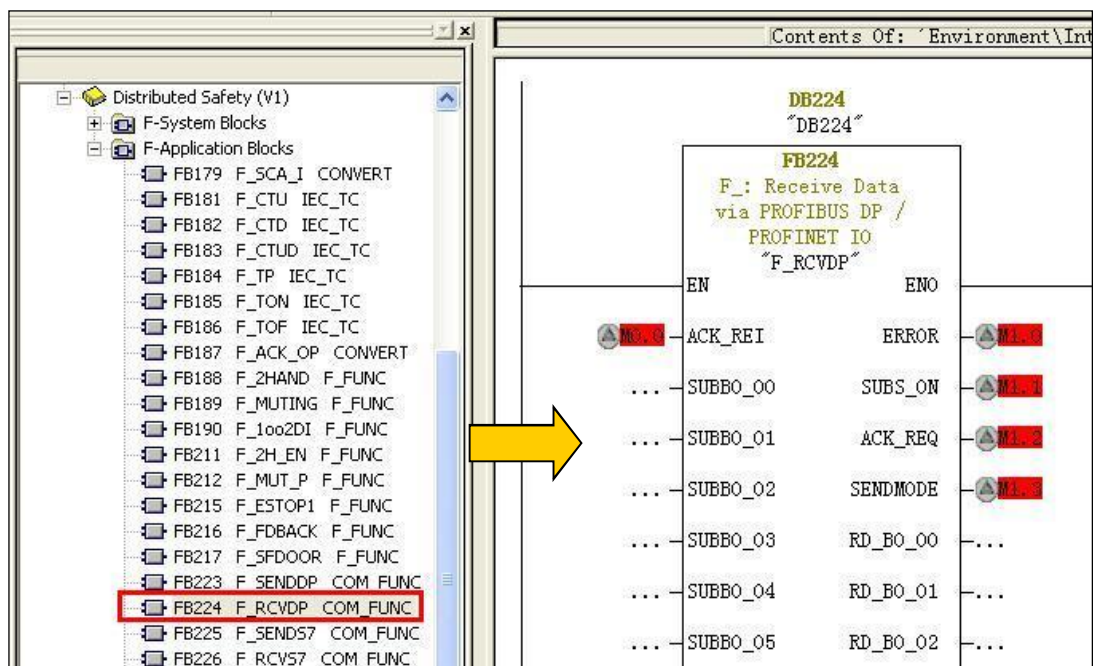 Contents Of: ´Environment\Int
Distributed Safety (V1)
F-System Blocks
F-Application Blocks
FB179 F_SCA_I CONVERT
FB181 F_CTU IEC_TC
FB182 F_CTD IEC_TC
FB183 F_CTUD IEC_TC
FB184 F_TP IEC_TC
FB185 F_TON IEC_TC
FB186 F_TOF IEC_TC
FB187 F_ACK_OP CONVERT
FB188 F_2HAND F_FUNC
FB189 F_MUTING F_FUNC
FB190 F_1oo2DI F_FUNC
FB211 F_2H_EN F_FUNC
FB212 F_MUT_P F_FUNC
FB215 F_ESTOP1 F_FUNC
FB216 F_FDBACK F_FUNC
FB217 F_SFDOOR F_FUNC
FB223 F_SENDDP COM_FUNC
FB224 F_RCVDP COM_FUNC
FB225 F_SENDS7 COM_FUNC
FB226 F_RCVS7 COM_FUNC
DB224
"DB224"
FB224
F_: Receive Data
via PROFIBUS DP /
PROFINET IO
"F_RCVDP"
EN ENO
M0.0 ACK_REI ERROR M1.0
... SUBBO_00 SUBS_ON M1.1
... SUBBO_01 ACK_REQ M1.2
... SUBBO_02 SENDMODE M1.3
... SUBBO_03 RD_BO_00 ...
... SUBBO_04 RD_BO_01 ...
... SUBBO_05 RD_BO_02 ...